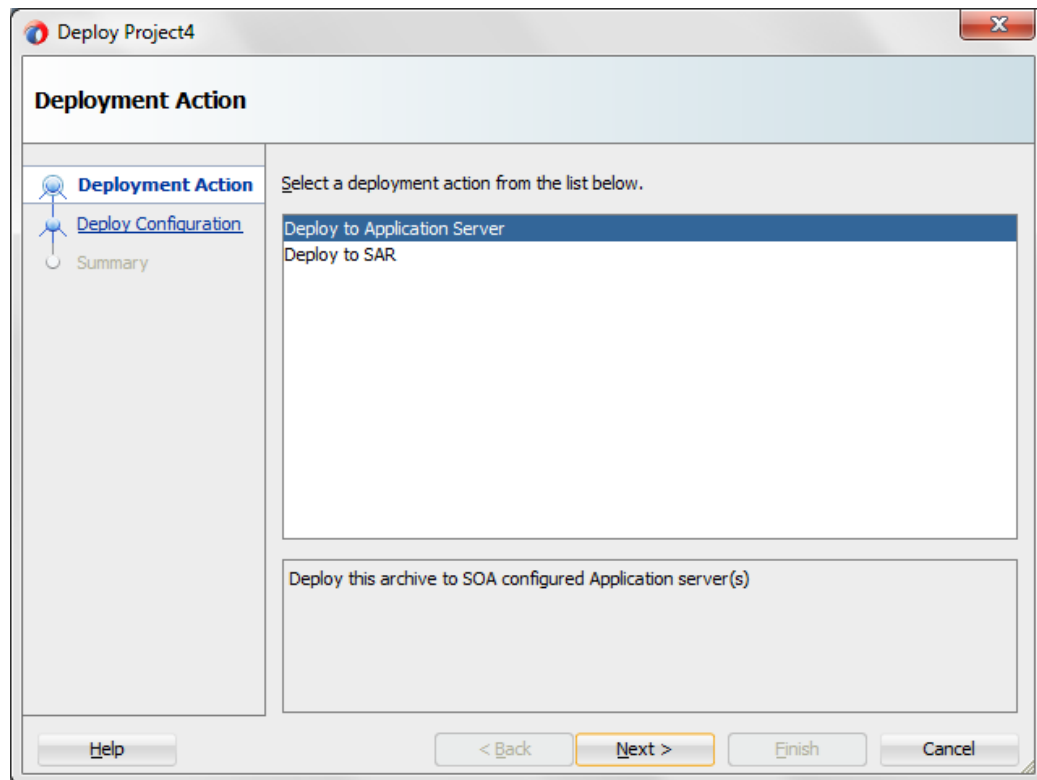 Deploy Project4
Deployment Action
Deployment Action
Deploy Configuration
Summary
Select a deployment action from the list below.
Deploy to Application Server
Deploy to SAR
Deploy this archive to SOA configured Application server(s)
Help
< Back
Next >
Finish
Cancel